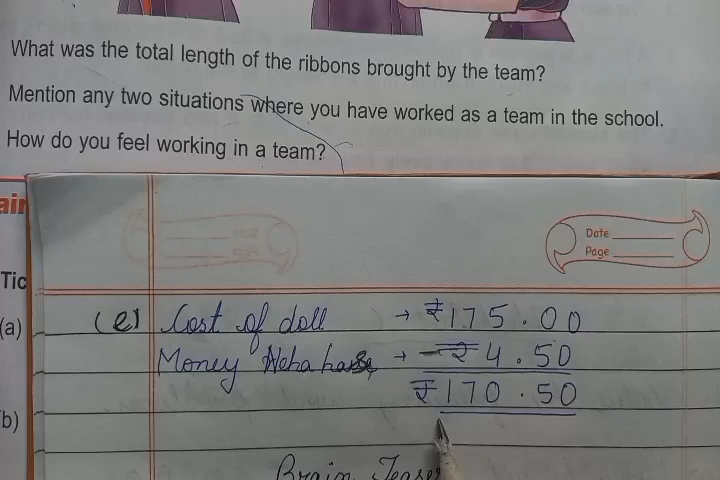 What was the total length of the ribbons brought by the team?
Mention any two situations where you have worked as a team in the school.
How do you feel working in a team?
Date
Page
Tic
(a)
(e) Cost of doll → ₹175.00
Money Neha has → - ₹ 4.50
₹170.50
b)
Brain Teaser